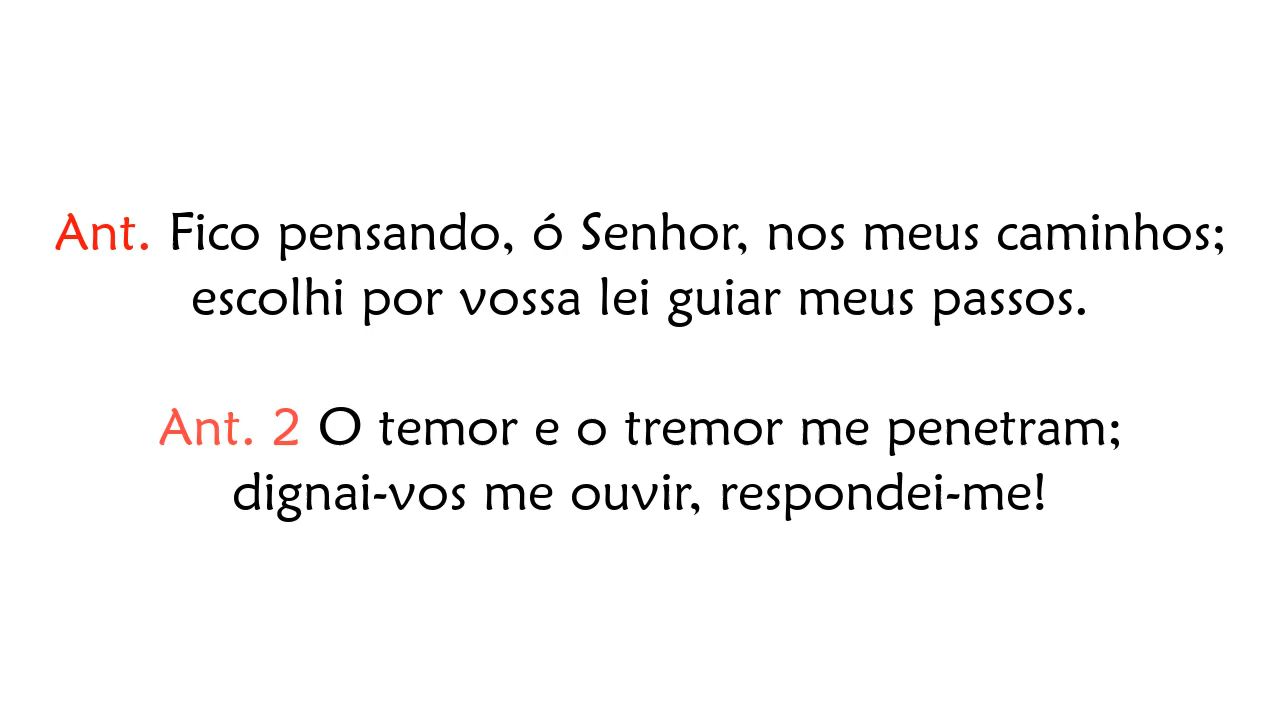 Ant. Fico pensando, ó Senhor, nos meus caminhos;
escolhi por vossa lei guiar meus passos.
Ant. 2 O temor e o tremor me penetram;
dignai-vos me ouvir, respondei-me!